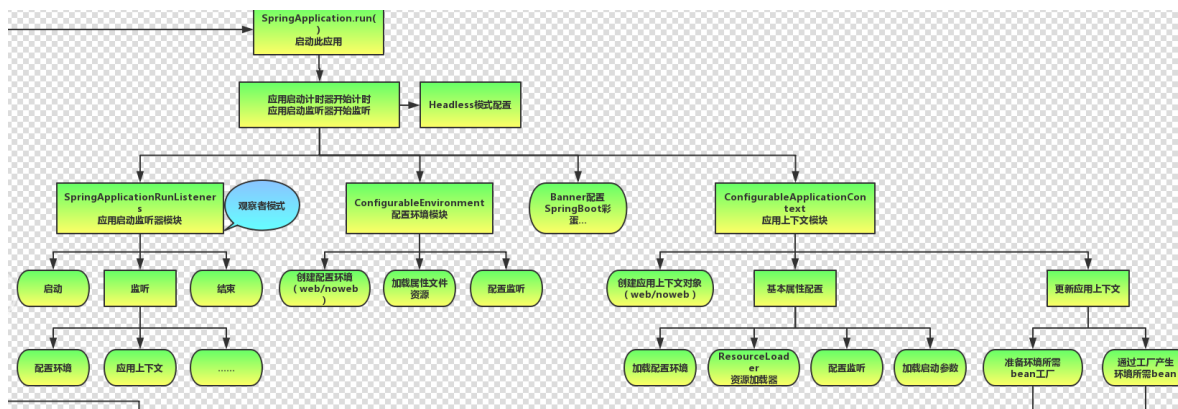 SpringApplication.run(
)
启动此应用
应用启动计时器开始计时
应用启动监听器开始监听
Headless模式配置
SpringApplicationRunListener
s
应用启动监听器模块
观察者模式
ConfigurableEnvironment
配置环境模块
Banner配置
SpringBoot彩
蛋...
ConfigurableApplicationCon
text
应用上下文模块
启动
监听
结束
创建配置环境
（web/noweb
）
加载属性文件
资源
配置监听
创建应用上下文对象
（web/noweb）
基本属性配置
更新应用上下文
配置环境
应用上下文
......
加载配置环境
ResourceLoad
er
资源加载器
配置监听
加载启动参数
准备环境所需
bean工厂
通过工厂产生
环境所需bean